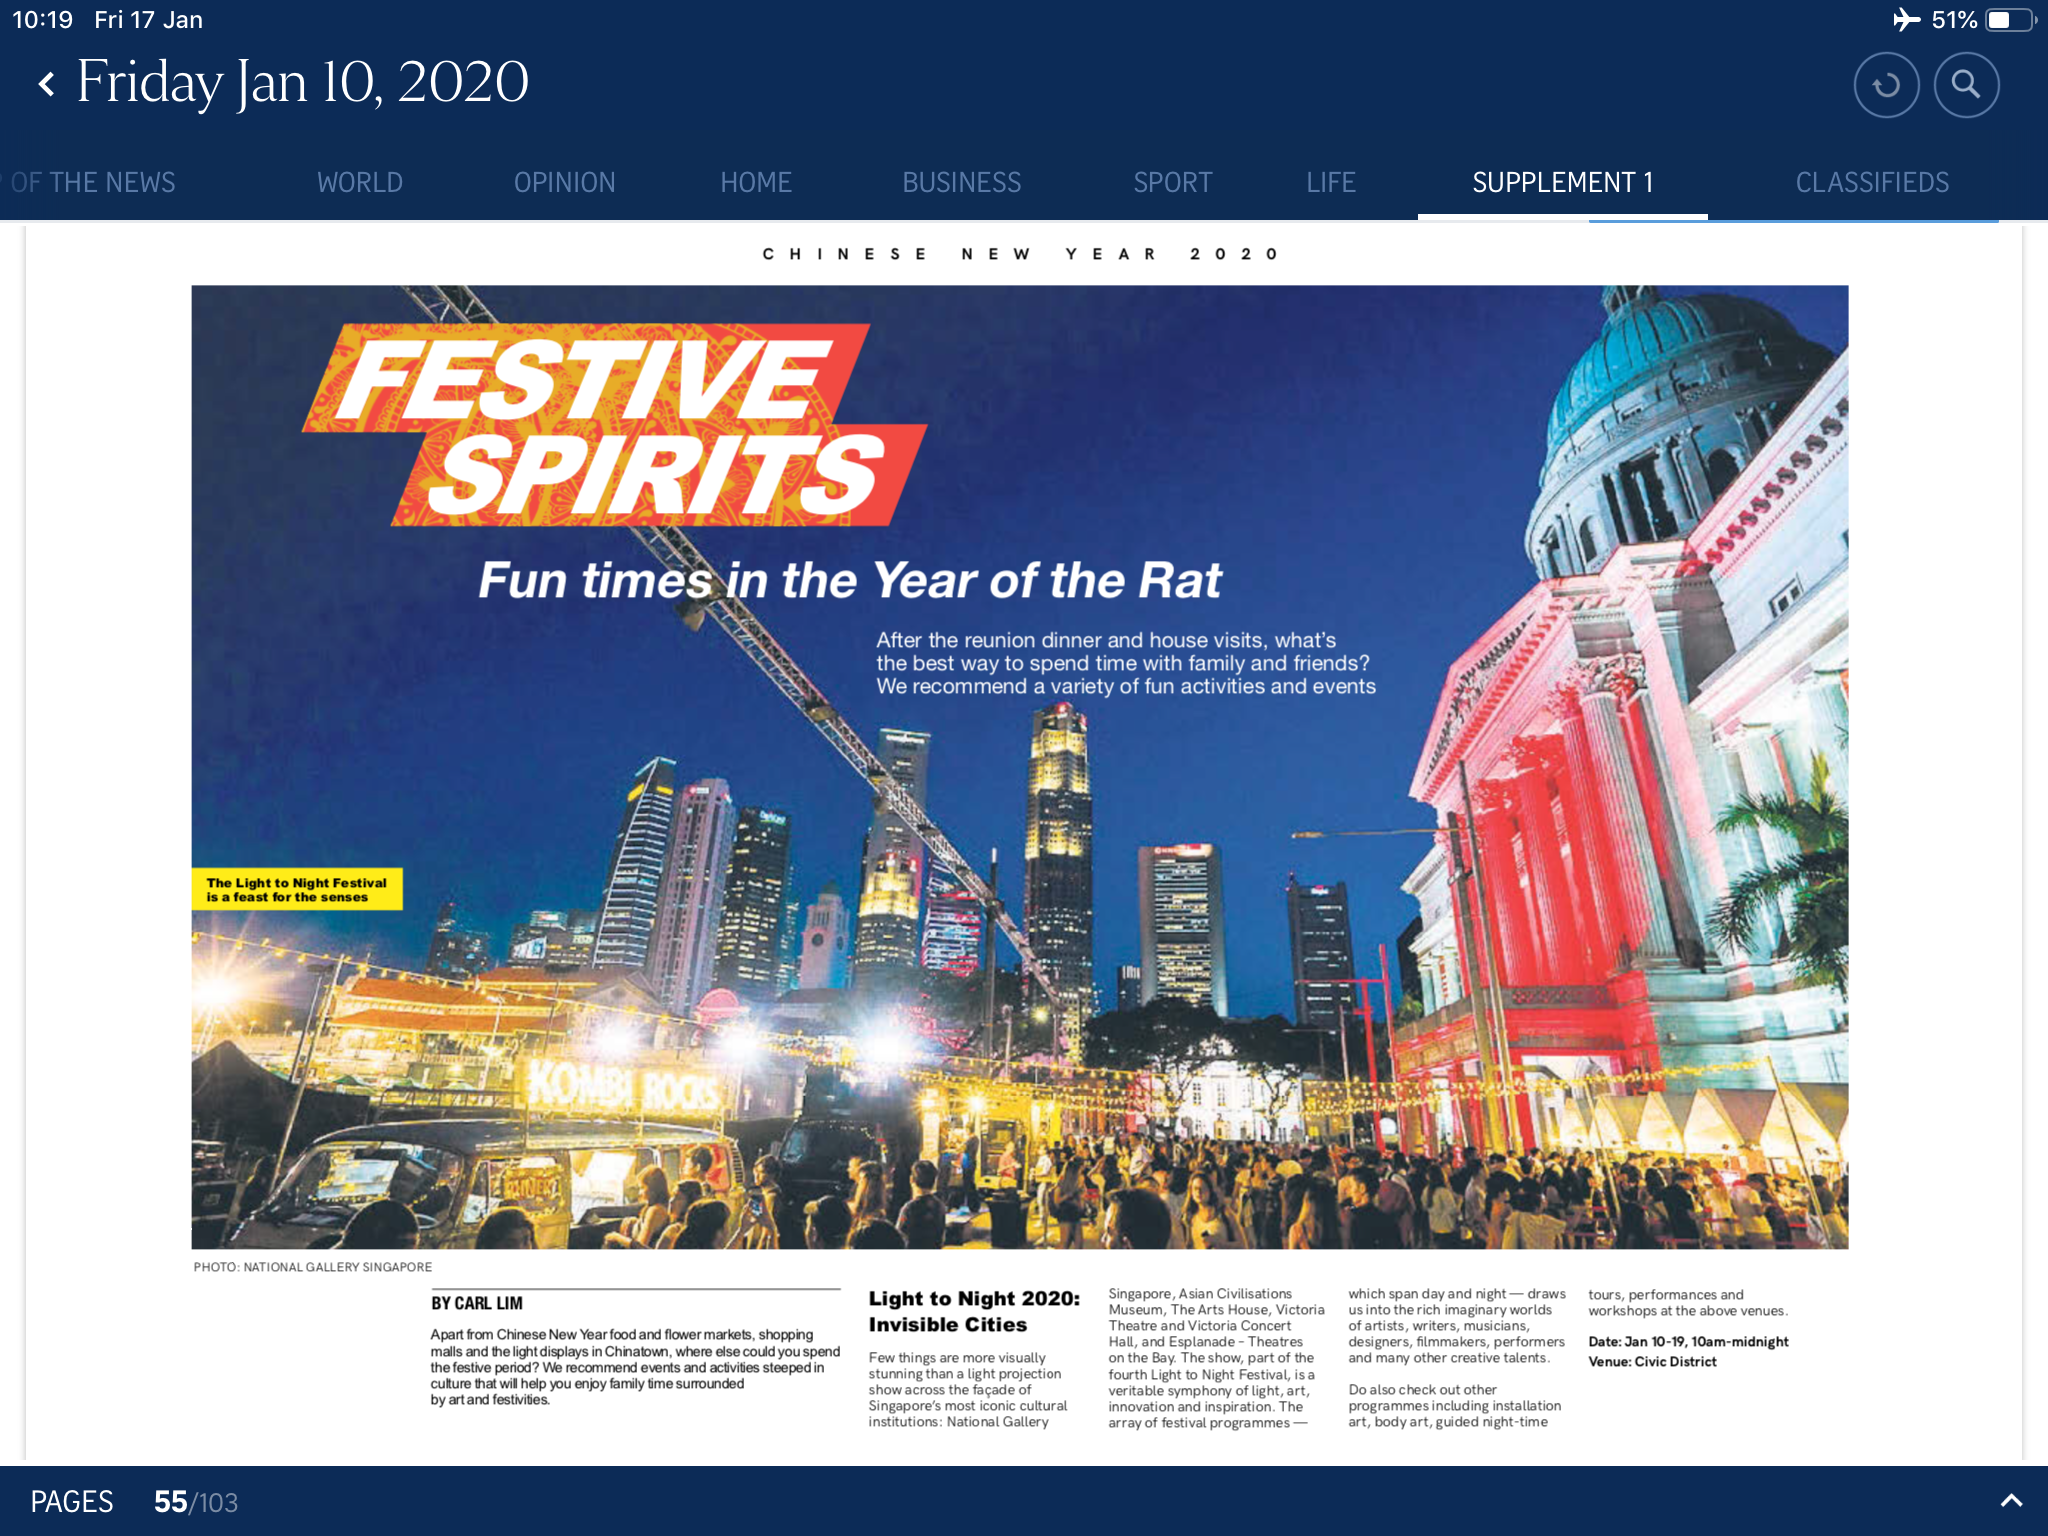 10:19 Fri 17 Jan
51%
Friday Jan 10, 2020
OF THE NEWS
WORLD
OPINION
HOME
BUSINESS
SPORT
LIFE
SUPPLEMENT 1
CLASSIFIEDS
CHINESE NEW YEAR 2020
FESTIVE
SPIRITS
Fun times in the Year of the Rat
After the reunion dinner and house visits, what's
the best way to spend time with family and friends?
We recommend a variety of fun activities and events
The Light to Night Festival
is a feast for the senses
KOMBI ROCKS
PHOTO: NATIONAL GALLERY SINGAPORE
BY CARL LIM
Apart from Chinese New Year food and flower markets, shopping
malls and the light displays in Chinatown, where else could you spend
the festive period? We recommend events and activities steeped in
culture that will help you enjoy family time surrounded
by art and festivities.
Light to Night 2020:
Invisible Cities
Few things are more visually
stunning than a light projection
show across the façade of
Singapore's most iconic cultural
institutions: National Gallery
Singapore, Asian Civilisations
Museum, The Arts House, Victoria
Theatre and Victoria Concert
Hall, and Esplanade – Theatres
on the Bay. The show, part of the
fourth Light to Night Festival, is a
veritable symphony of light, art,
innovation and inspiration. The
array of festival programmes —
which span day and night — draws
us into the rich imaginary worlds
of artists, writers, musicians,
designers, filmmakers, performers
and many other creative talents.
Do also check out other
programmes including installation
art, body art, guided night-time
tours, performances and
workshops at the above venues.
Date: Jan 10-19, 10am-midnight
Venue: Civic District
PAGES 55/103